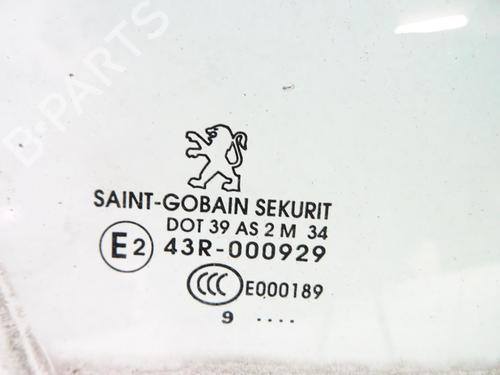 B-PARTS
SAINT-GOBAIN SEKURIT
DOT 39 AS 2 M 34
E2 43R-000929
CCC E000189
9 ....